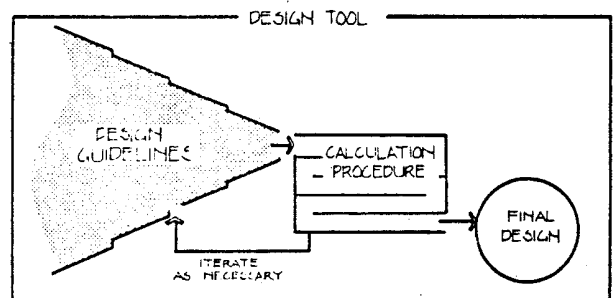 DESIGN TOOL
DESIGN
GUIDELINES
CALCULATION
PROCEDURE
FINAL
DESIGN
ITERATE
AS NECESSARY